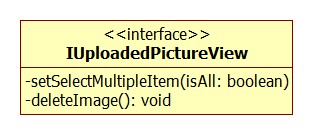 <<interface>>
IUploadedPictureView
-setSelectMultipleItem(isAll: boolean)
-deleteImage(): void